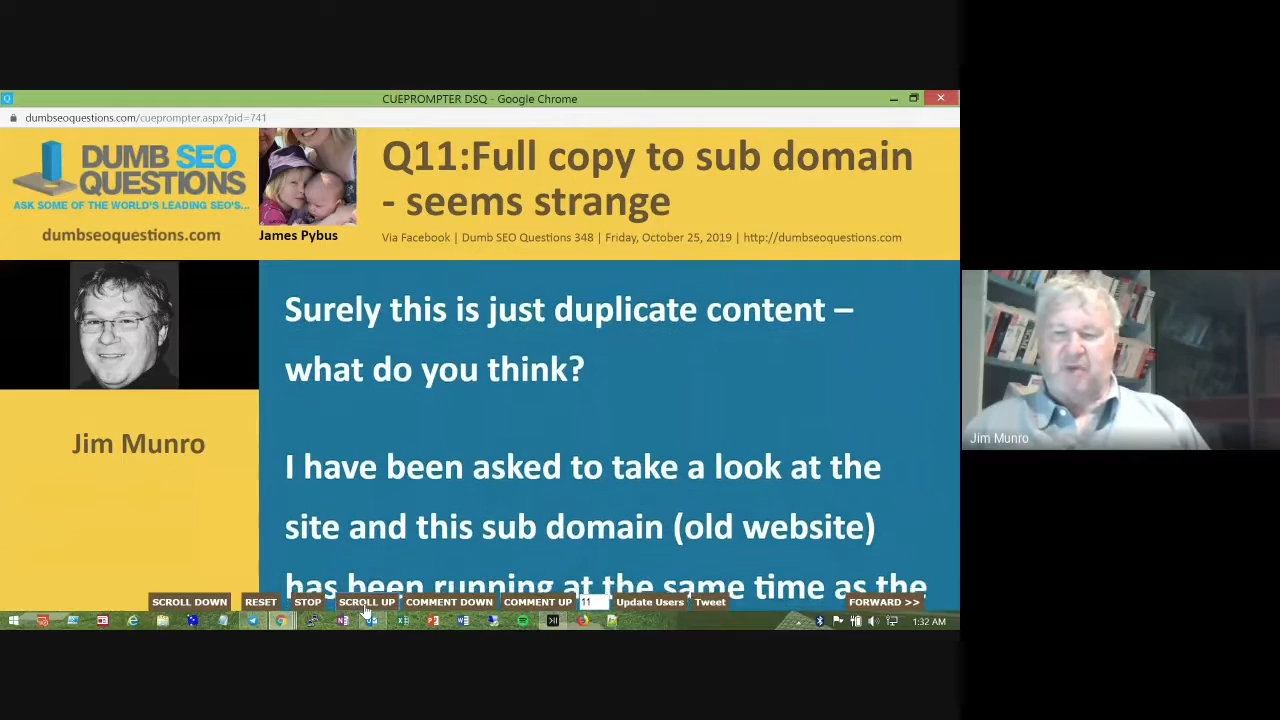 CUEPROMPTER DSQ - Google Chrome
dumbseoquestions.com/cueprompter.aspx?pid=741
DUMB SEO
QUESTIONS
ASK SOME OF THE WORLD'S LEADING SEO'S...
dumbseoquestions.com
James Pybus
Q11:Full copy to sub domain
- seems strange
Via Facebook | Dumb SEO Questions 348 | Friday, October 25, 2019 | http://dumbseoquestions.com
Jim Munro
Surely this is just duplicate content –
what do you think?
I have been asked to take a look at the
site and this sub domain (old website)
has been running at the same time as the
SCROLL DOWN RESET STOP SCROLL UP COMMENT DOWN COMMENT UP 11 Update Users Tweet FORWARD >>
1:32 AM
Jim Munro